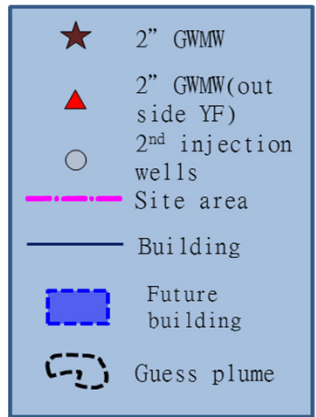 2” GWMW
2” GWMW(out
side YF)
2nd injection
wells
Site area
Building
Future
building
Guess plume